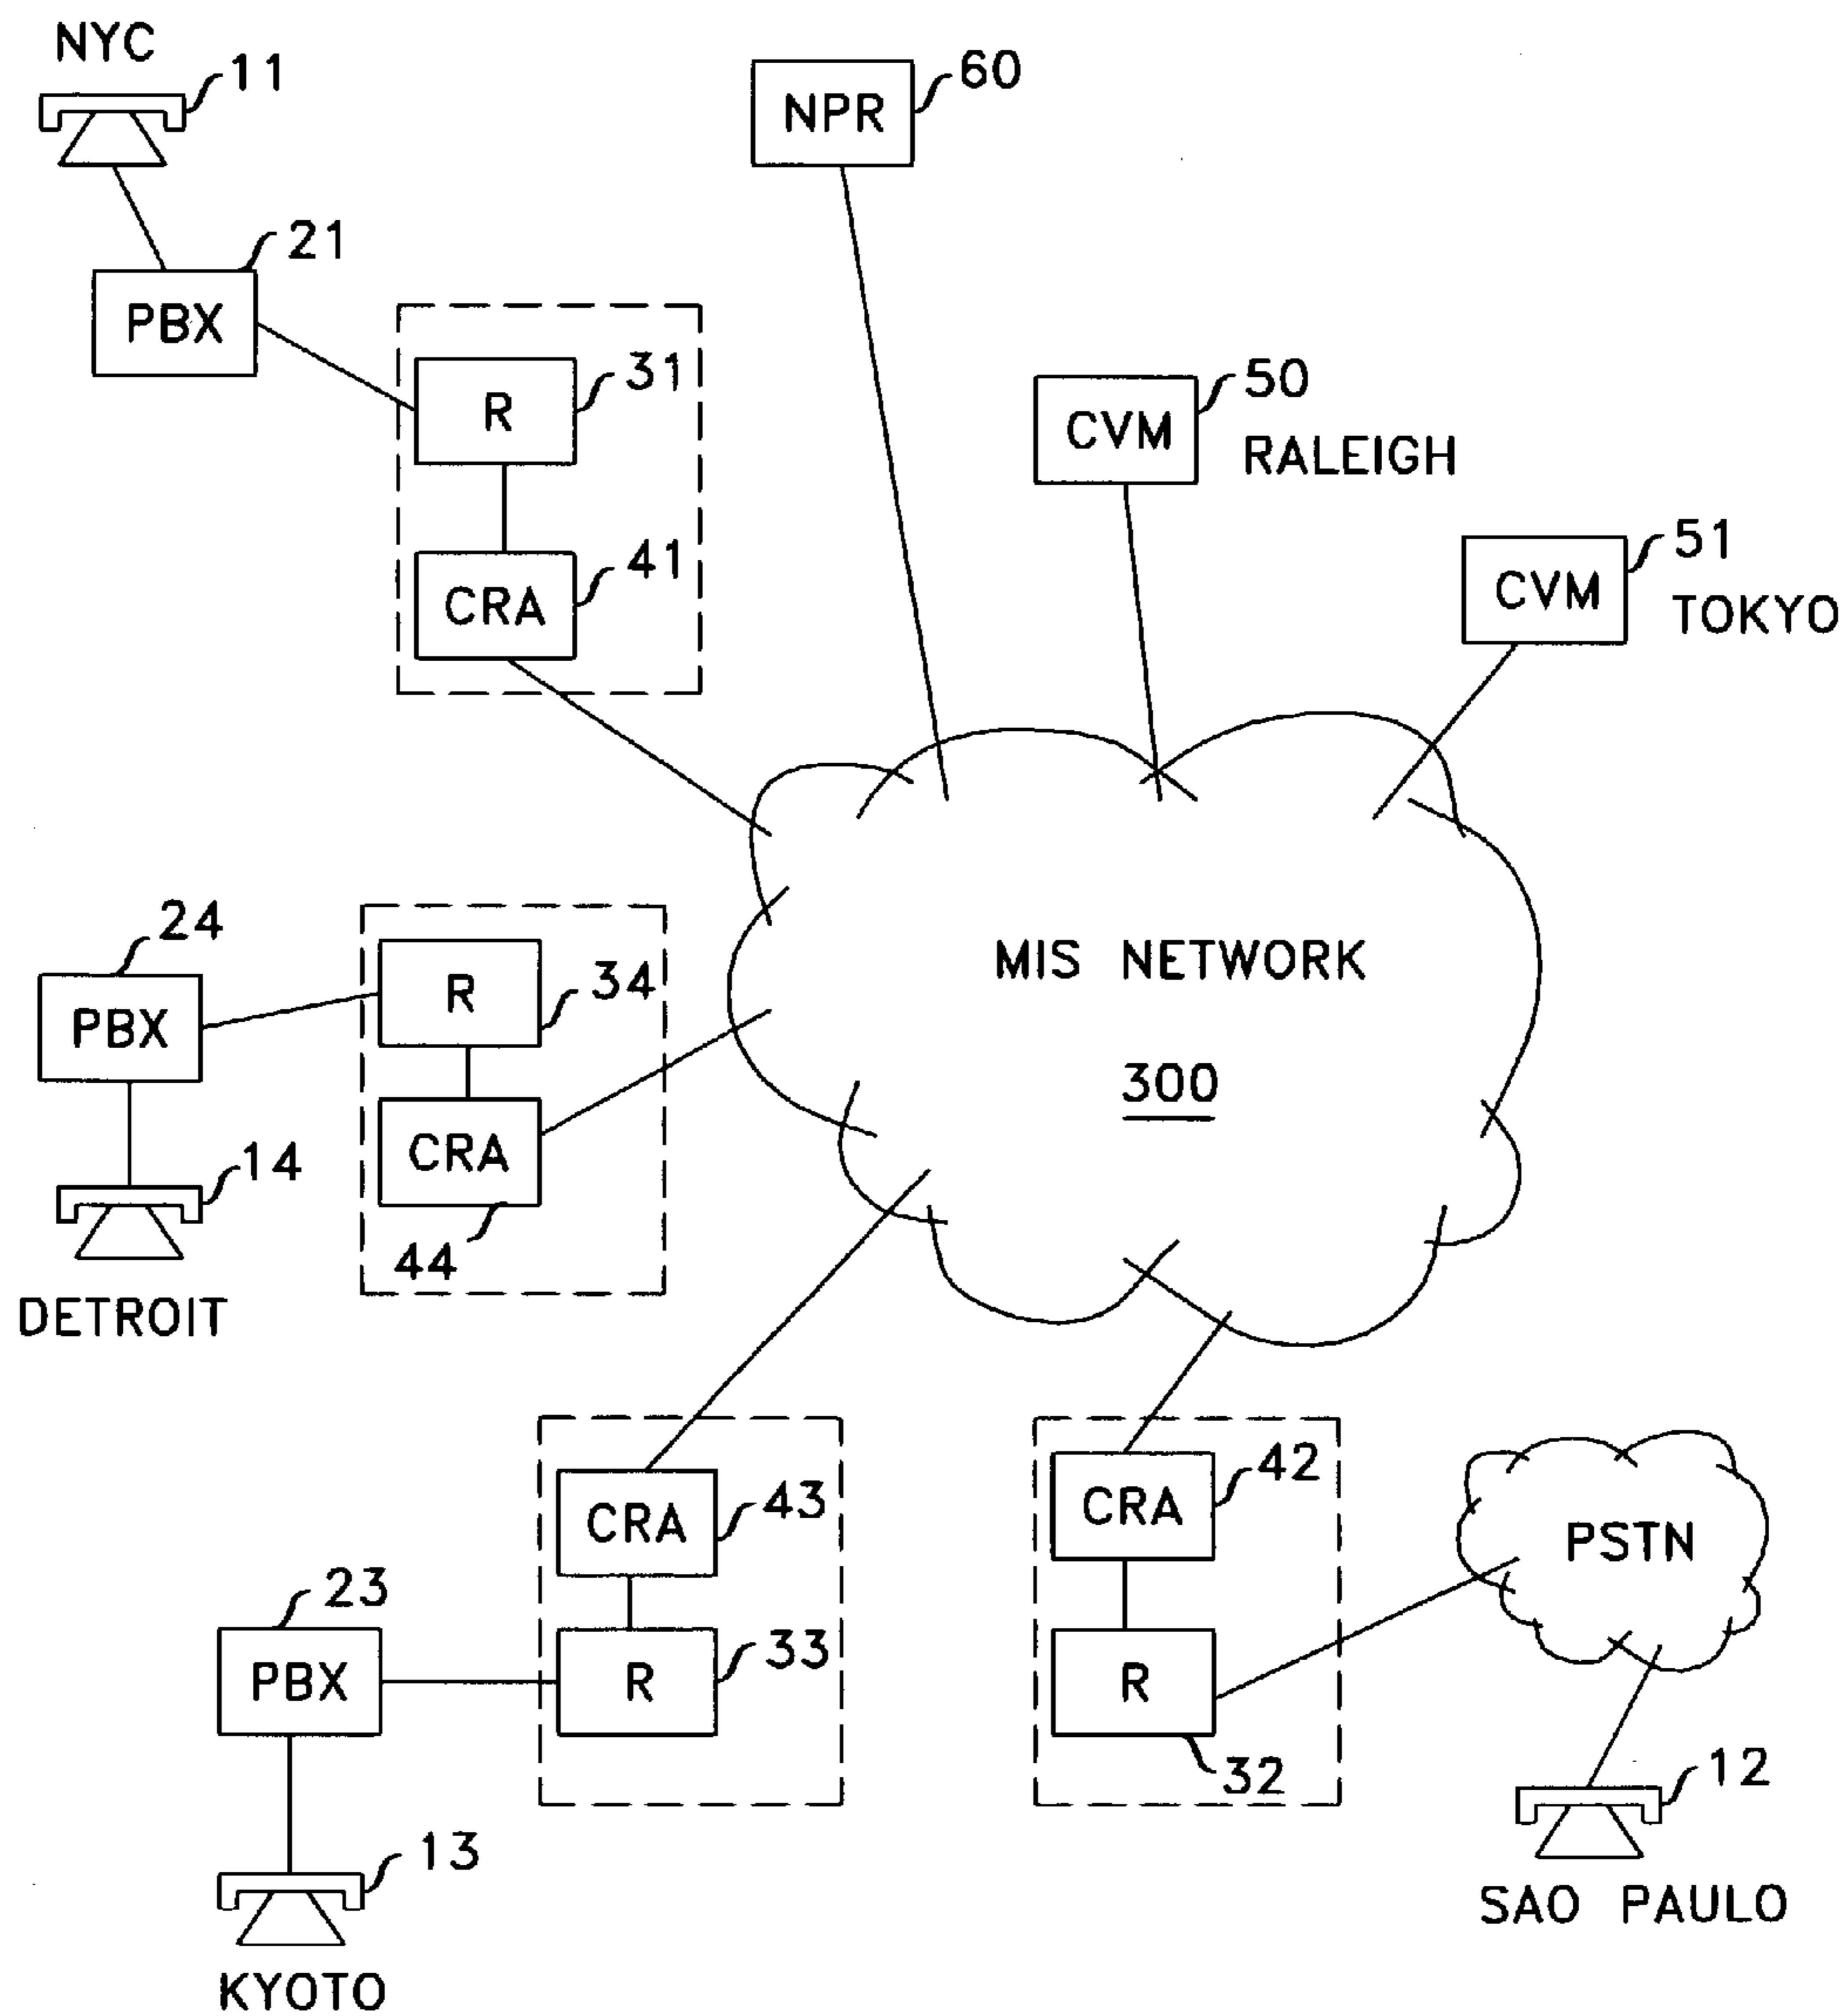 NYC
11
NPR
60
21
PBX
R
31
CVM
50
RALEIGH
CRA
41
CVM
51
TOKYO
24
PBX
R
34
MIS NETWORK
300
CRA
44
14
DETROIT
CRA
43
CRA
42
PSTN
23
PBX
R
33
R
32
12
SAO PAULO
13
KYOTO